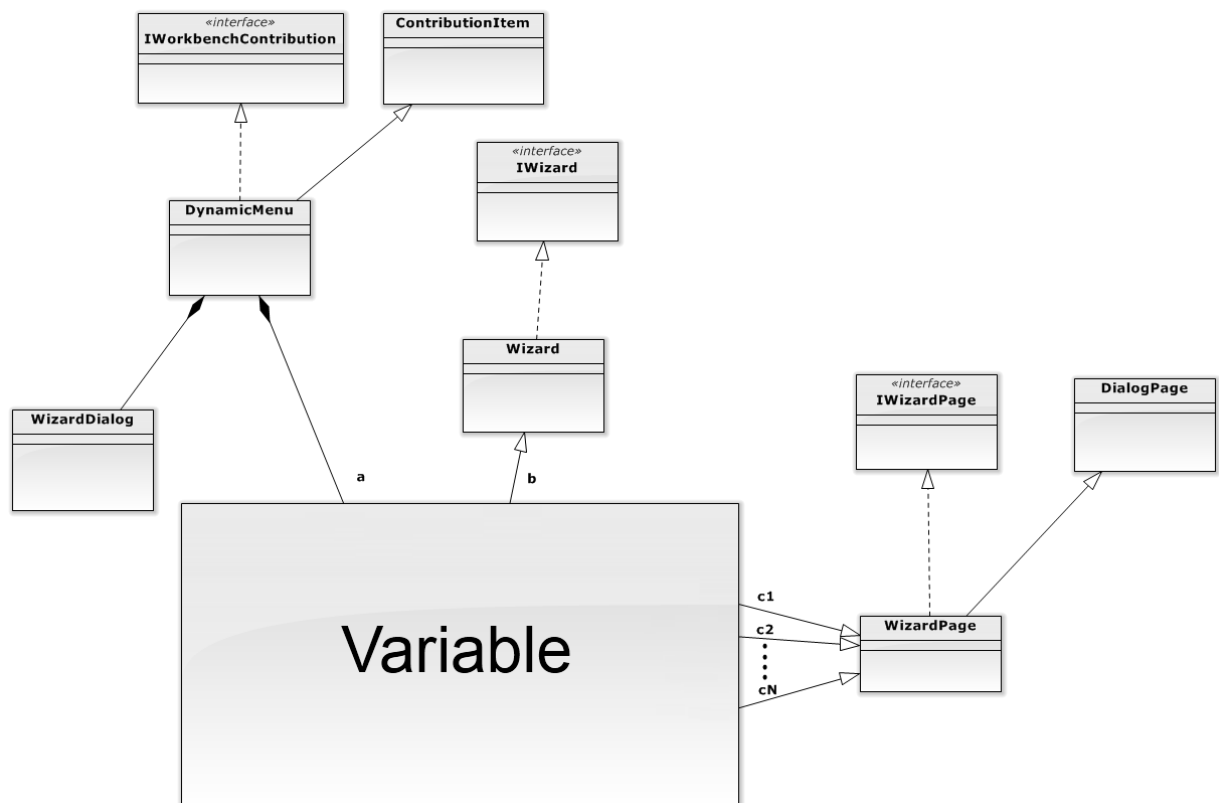 «interface»
IWorkbenchContribution
ContributionItem
«interface»
IWizard
DynamicMenu
Wizard
«interface»
IWizardPage
DialogPage
WizardDialog
a
b
c1
c2
cN
WizardPage
Variable